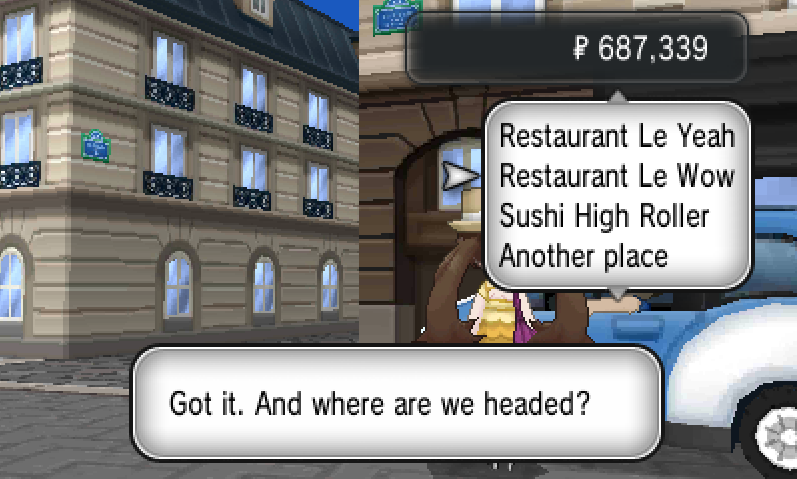 ₽ 687,339
Restaurant Le Yeah
Restaurant Le Wow
Sushi High Roller
Another place
Got it. And where are we headed?